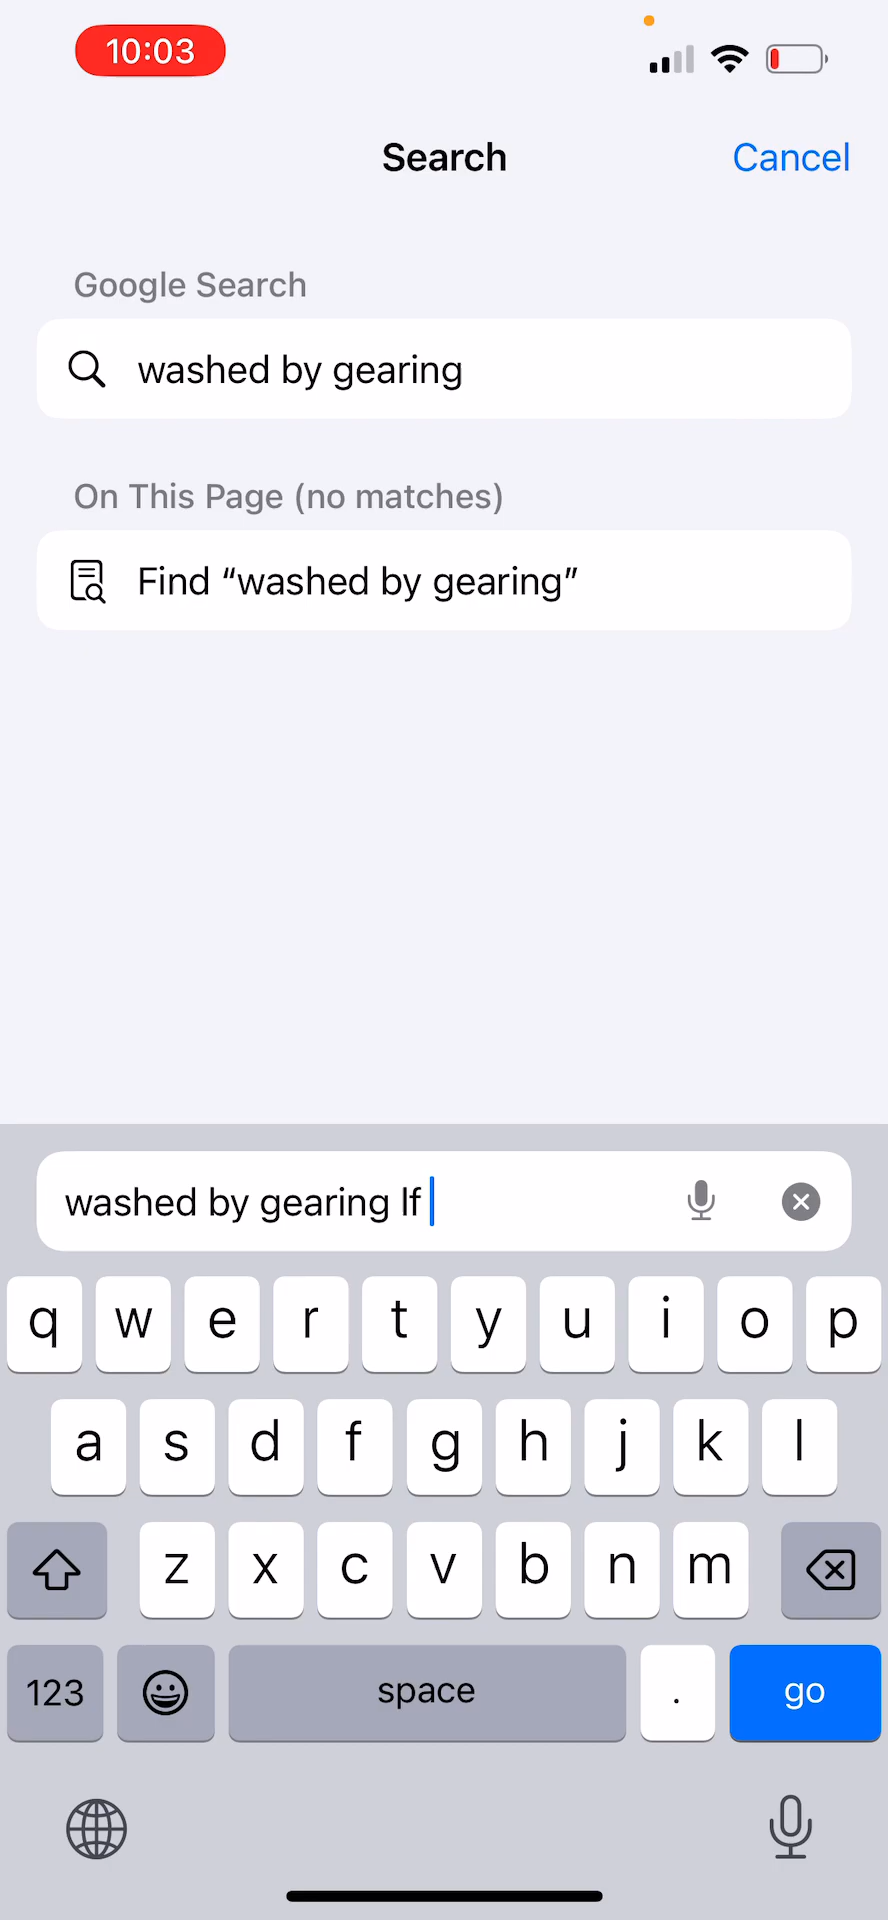 10:03
Search
Cancel
Google Search
washed by gearing
On This Page (no matches)
Find “washed by gearing”
washed by gearing lf
q w e r t y u i o p
a s d f g h j k l
z x c v b n m
123 space . go